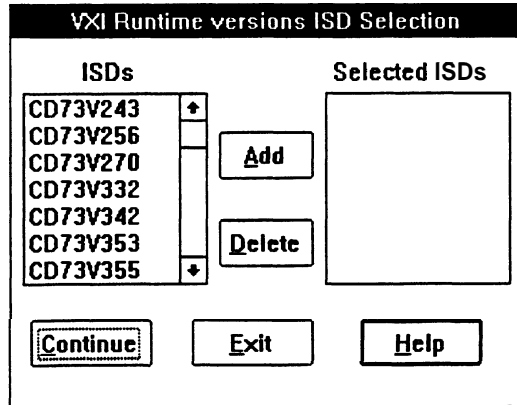 VXI Runtime versions ISD Selection
ISDs
Selected ISDs
CD73V243
CD73V256
CD73V270
CD73V332
CD73V342
CD73V353
CD73V355
Add
Delete
Continue
Exit
Help